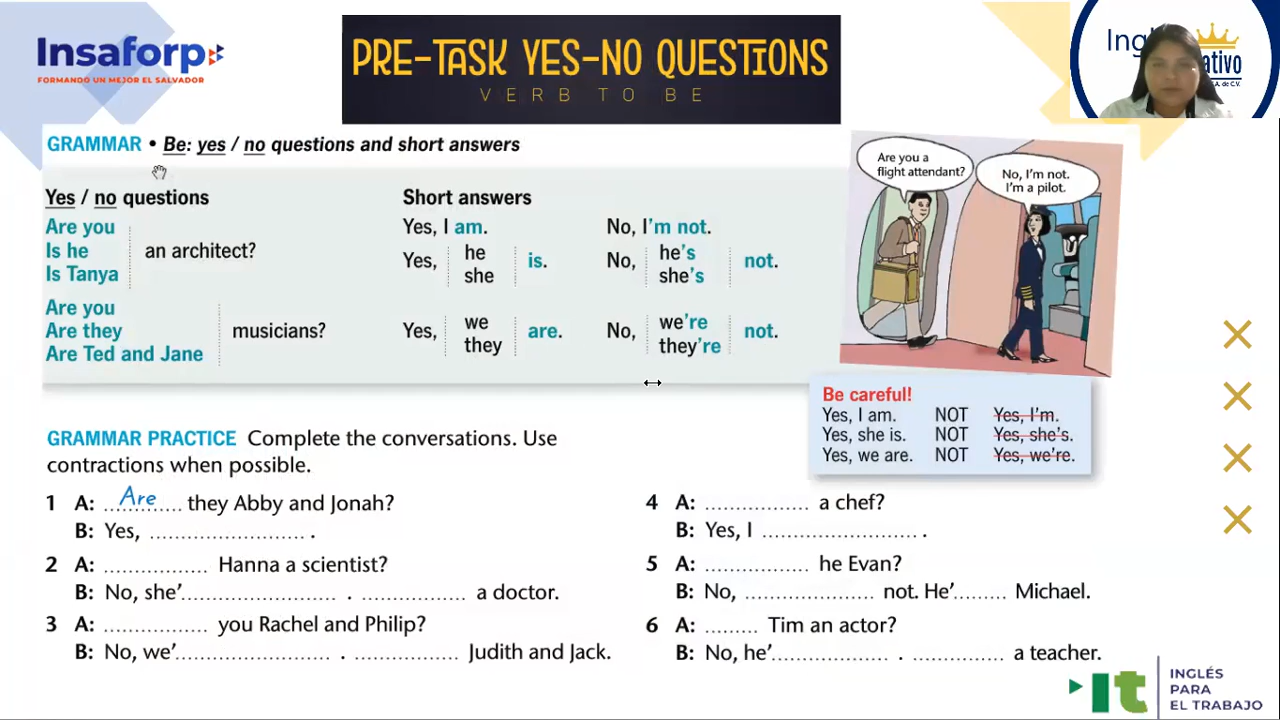 Insaforp
FORMANDO UN MEJOR EL SALVADOR
PRE-TASK YES-NO QUESTIONS
VERB TO BE
GRAMMAR • Be: yes / no questions and short answers
Yes / no questions
Are you
Is he
Is Tanya
an architect?
Are you
Are they
Are Ted and Jane
musicians?
Short answers
Yes, I am.
No, I'm not.
Yes,
he
she
is.
No,
he's
she's
not.
Yes,
we
they
are.
No,
we're
they're
not.
Are you a
flight attendant?
No, I'm not.
I'm a pilot.
Be careful!
Yes, I am. NOT Yes, I'm.
Yes, she is. NOT Yes, she's.
Yes, we are. NOT Yes, we're.
GRAMMAR PRACTICE Complete the conversations. Use
contractions when possible.
1 A: Are they Abby and Jonah?
B: Yes, .......................... .
2 A: .................. Hanna a scientist?
B: No, she'.......................... . .................. a doctor.
3 A: .................. you Rachel and Philip?
B: No, we'.......................... . .................. Judith and Jack.
4 A: .................. a chef?
B: Yes, I .......................... .
5 A: .................. he Evan?
B: No, ...................... not. He'......... Michael.
6 A: ......... Tim an actor?
B: No, he'.................... . ................ a teacher.
it
INGLÉS
PARA
EL TRABAJO